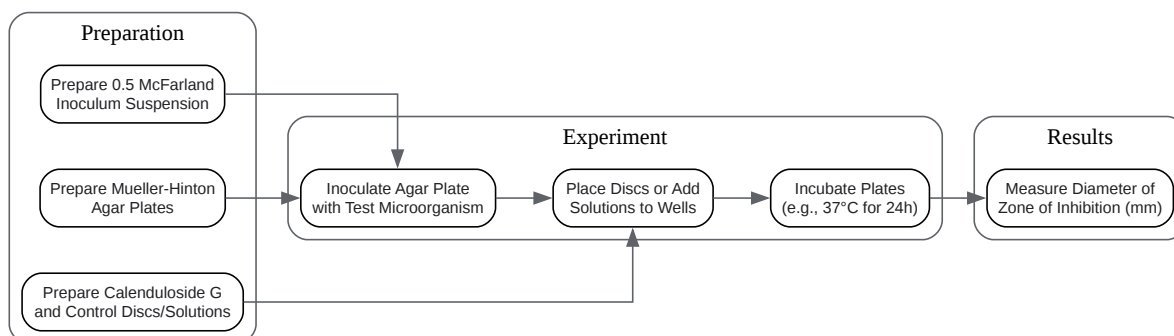 Preparation
Prepare 0.5 McFarland
Inoculum Suspension
Prepare Mueller-Hinton
Agar Plates
Prepare Calenduloside G
and Control Discs/Solutions
Experiment
Inoculate Agar Plate
with Test Microorganism
Place Discs or Add
Solutions to Wells
Incubate Plates
(e.g., 37°C for 24h)
Results
Measure Diameter of
Zone of Inhibition (mm)